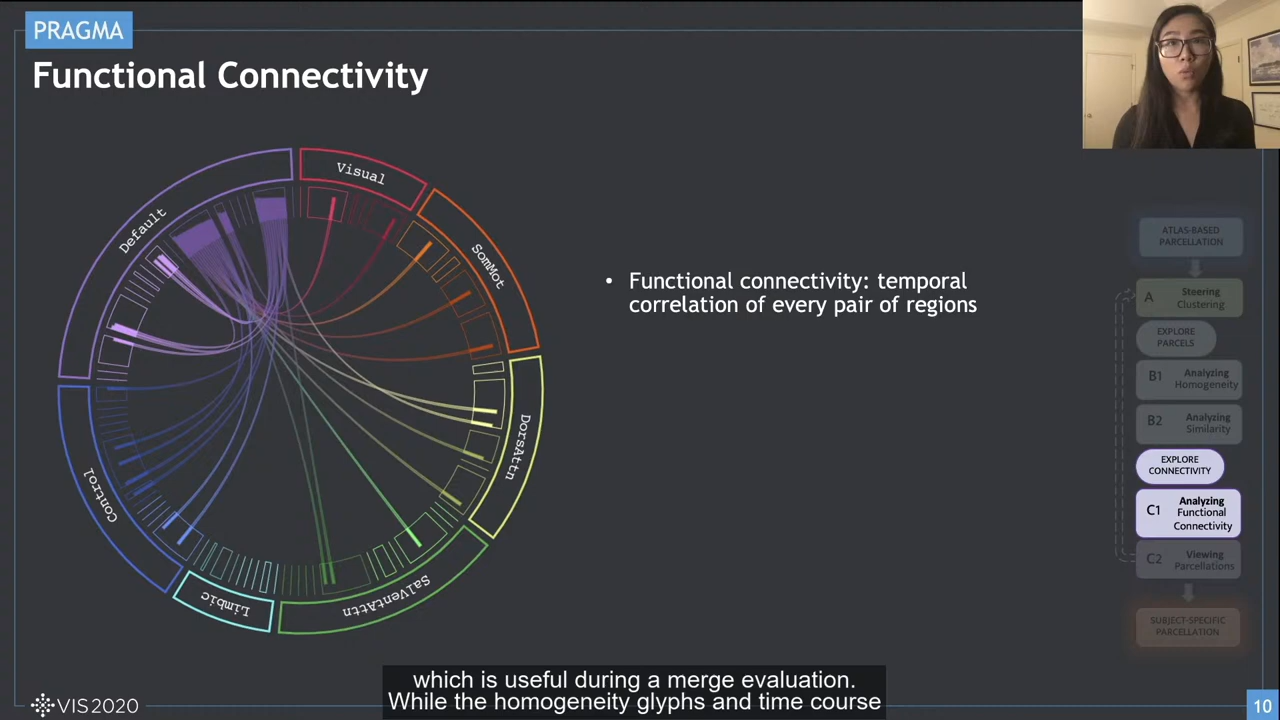 PRAGMA
Functional Connectivity
Visual
SomMot
DorsAttn
SalVentAttn
Limbic
Control
Default
• Functional connectivity: temporal
correlation of every pair of regions
ATLAS-BASED
PARCELLATION
A
Steering
Clustering
EXPLORE
PARCELS
B1
Analyzing
Homogeneity
B2
Analyzing
Similarity
EXPLORE
CONNECTIVITY
C1
Analyzing
Functional
Connectivity
C2
Viewing
Parcellations
SUBJECT-SPECIFIC
PARCELLATION
which is useful during a merge evaluation.
While the homogeneity glyphs and time course
VIS2020
10